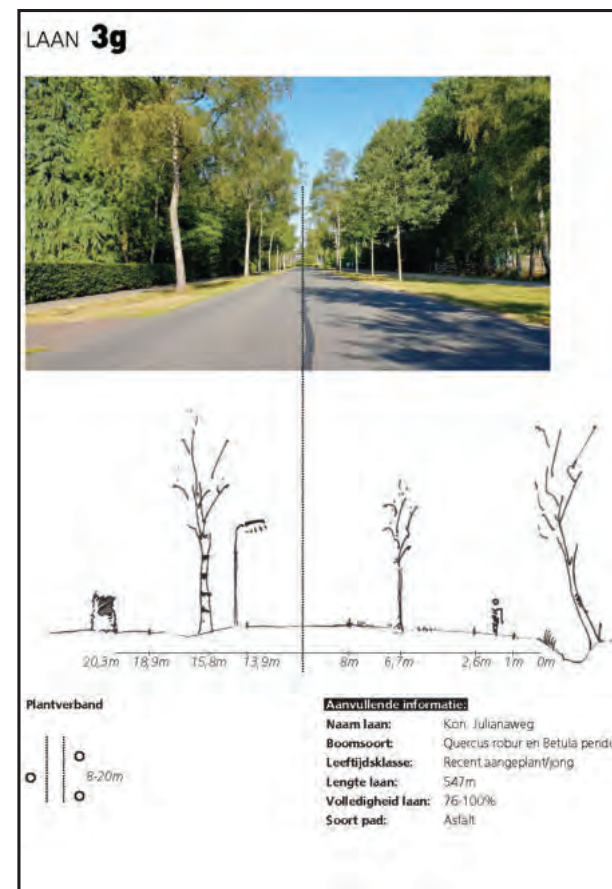 LAAN 3g
20,3m 18,9m 15,8m 13,9m 8m 6,7m 2,6m 1m 0m
Plantverband
8-20m
Aanvullende informatie:
Naam laan: Kon. Julianaweg
Boomsoort: Quercus robur en Betula pendu
Leeftijdsklasse: Recent aangeplant/jong
Lengte laan: 547m
Volledigheid laan: 76-100%
Soort pad: Asfalt